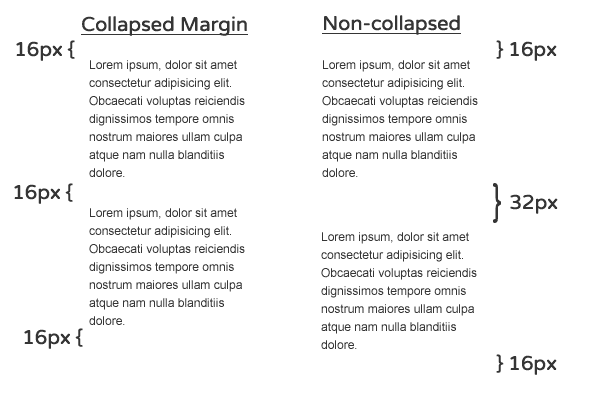 Collapsed Margin
16px {
Lorem ipsum, dolor sit amet
consectetur adipisicing elit.
Obcaecati voluptas reiciendis
dignissimos tempore omnis
nostrum maiores ullam culpa
atque nam nulla blanditiis
dolore.
16px {
Lorem ipsum, dolor sit amet
consectetur adipisicing elit.
Obcaecati voluptas reiciendis
dignissimos tempore omnis
nostrum maiores ullam culpa
atque nam nulla blanditiis
dolore.
16px {
Non-collapsed
} 16px
Lorem ipsum, dolor sit amet
consectetur adipisicing elit.
Obcaecati voluptas reiciendis
dignissimos tempore omnis
nostrum maiores ullam culpa
atque nam nulla blanditiis
dolore.
} 32px
Lorem ipsum, dolor sit amet
consectetur adipisicing elit.
Obcaecati voluptas reiciendis
dignissimos tempore omnis
nostrum maiores ullam culpa
atque nam nulla blanditiis
dolore.
} 16px